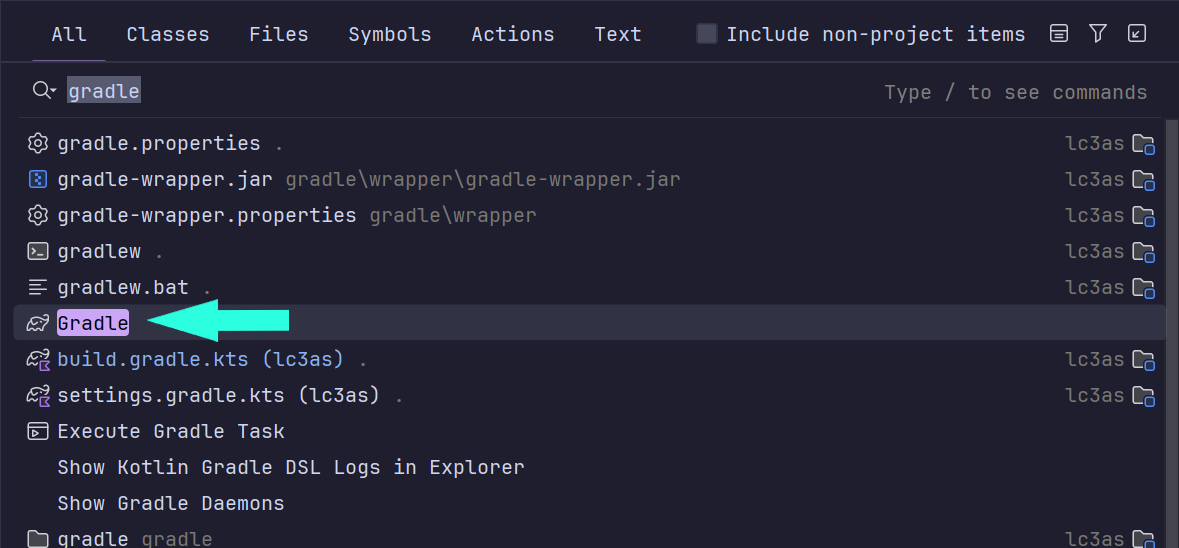 All Classes Files Symbols Actions Text Include non-project items
gradle Type / to see commands
gradle.properties . lc3as
gradle-wrapper.jar gradle\wrapper\gradle-wrapper.jar lc3as
gradle-wrapper.properties gradle\wrapper lc3as
gradlew . lc3as
gradlew.bat . lc3as
Gradle
build.gradle.kts (lc3as) . lc3as
settings.gradle.kts (lc3as) . lc3as
Execute Gradle Task
Show Kotlin Gradle DSL Logs in Explorer
Show Gradle Daemons
gradle gradle lc3as